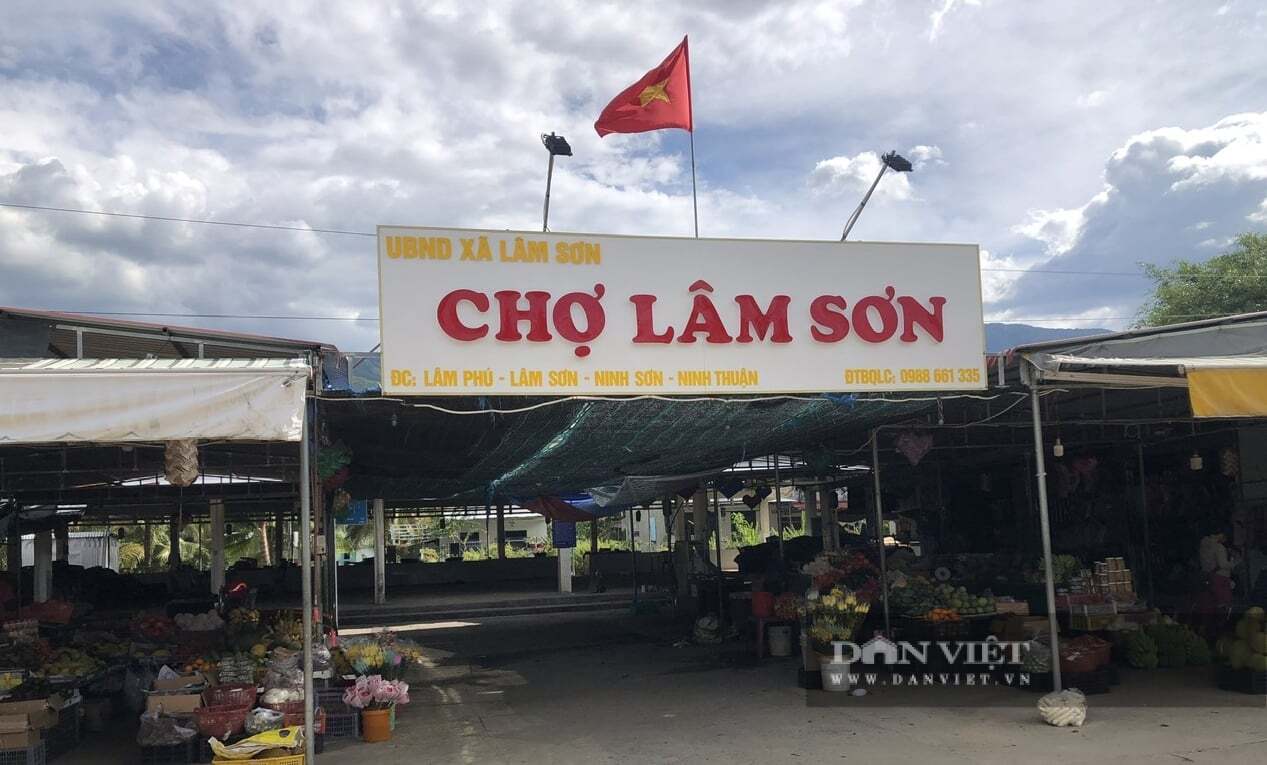 UBND XÃ LÂM SƠN
CHỢ LÂM SƠN
ĐC: LÂM PHÚ - LÂM SƠN - NINH SƠN - NINH THUẬN ĐTBQLC: 0988 661 335
DÂN VIỆT
WWW.DANVIET.VN